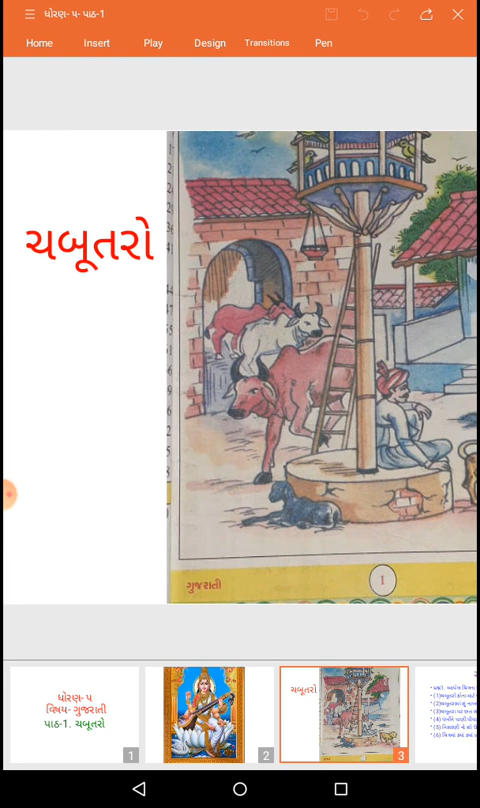 ધોરણ- ૫- પાઠ-1
Home Insert Play Design Transitions Pen
ચબૂતરો
ગુજરાતી
1
ધોરણ- ૫
વિષય- ગુજરાતી
પાઠ-1. ચબૂતરો
1
2
ચબૂતરો
3